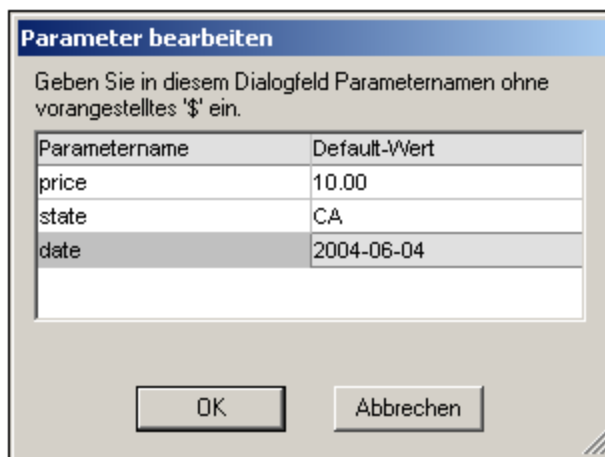 Parameter bearbeiten
Geben Sie in diesem Dialogfeld Parameternamen ohne
vorangestelltes '$' ein.
Parametername Default-Wert
price 10.00
state CA
date 2004-06-04
OK Abbrechen